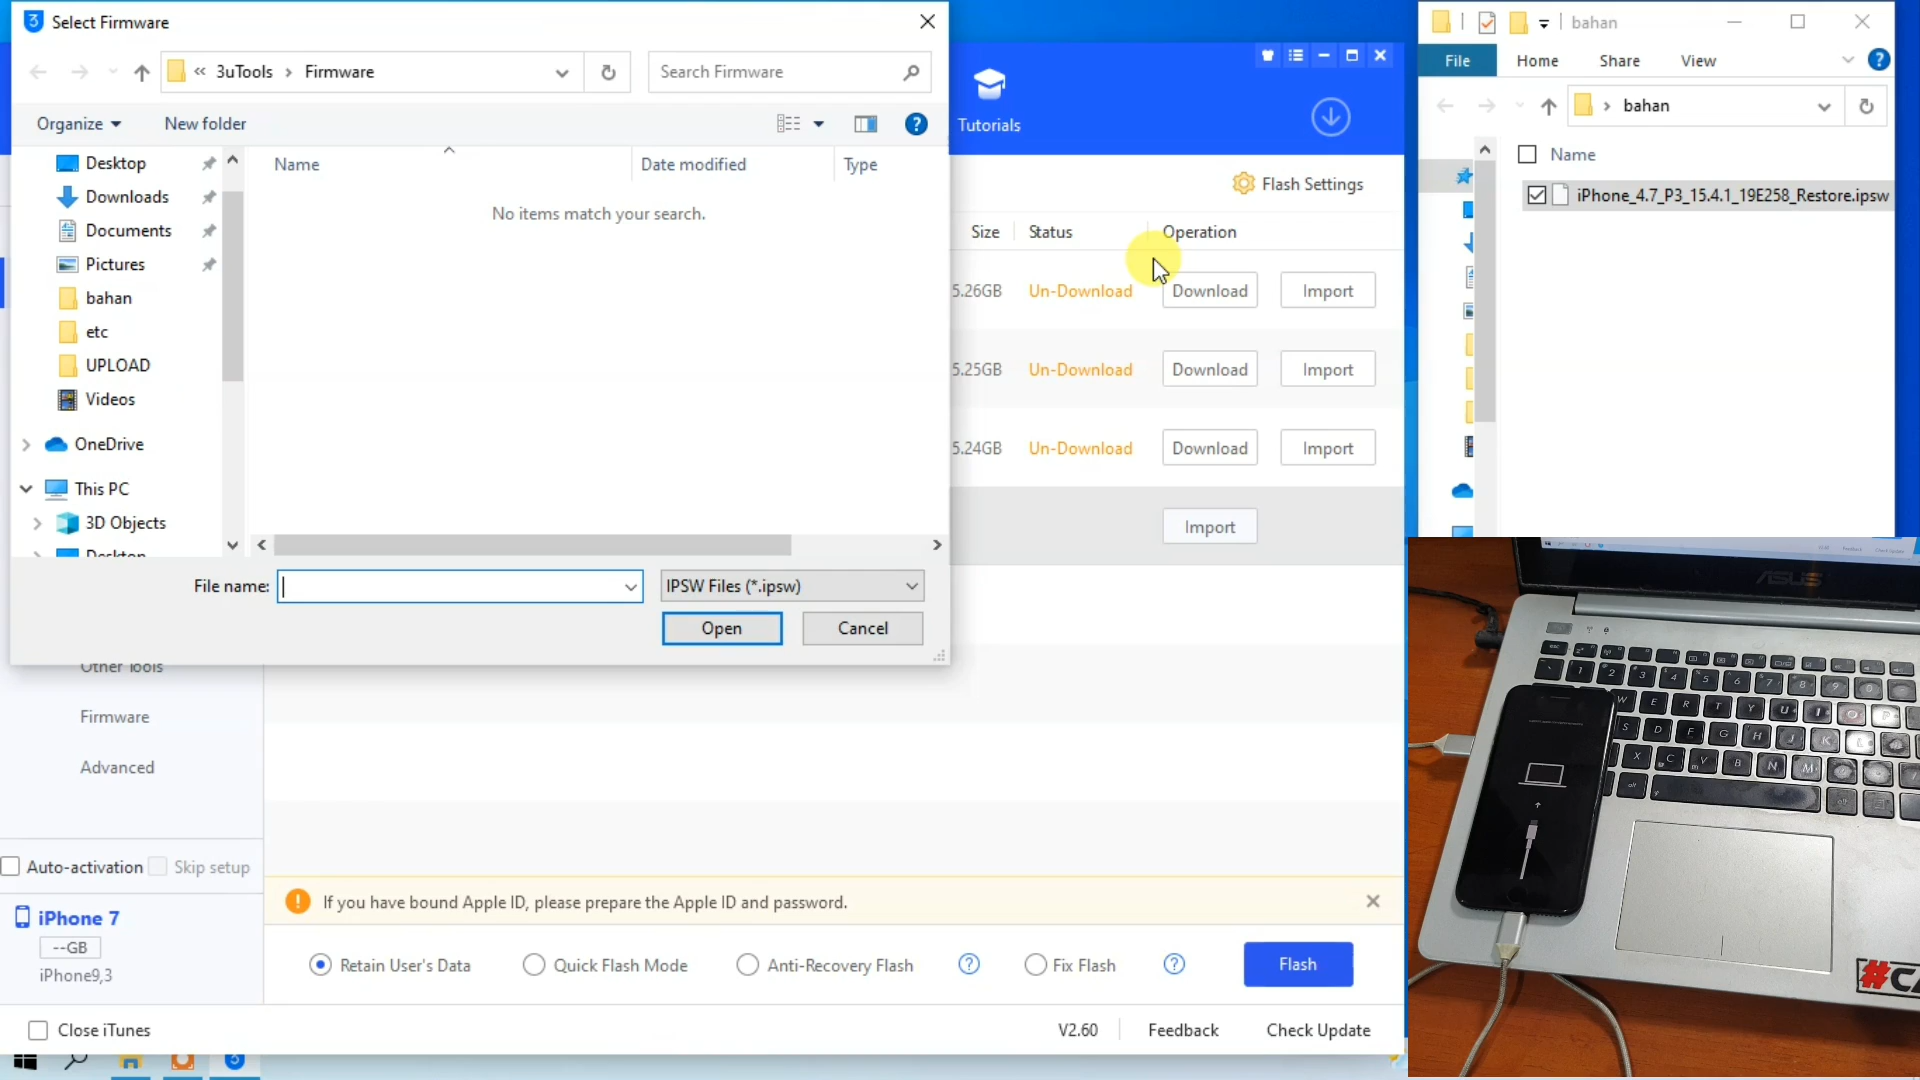 Select Firmware
« 3uTools > Firmware
Search Firmware
Organize
New folder
Desktop
Downloads
Documents
Pictures
bahan
etc
UPLOAD
Videos
OneDrive
This PC
3D Objects
Desktop
Name
Date modified
Type
No items match your search.
File name:
IPSW Files (*.ipsw)
Open
Cancel
Tutorials
Flash Settings
Size
Status
Operation
5.26GB
Un-Download
Download
Import
5.25GB
Un-Download
Download
Import
5.24GB
Un-Download
Download
Import
Import
Other Tools
Firmware
Advanced
Auto-activation
Skip setup
iPhone 7
--GB
iPhone9,3
If you have bound Apple ID, please prepare the Apple ID and password.
Retain User's Data
Quick Flash Mode
Anti-Recovery Flash
Fix Flash
Flash
Close iTunes
V2.60
Feedback
Check Update
bahan
File
Home
Share
View
> bahan
Name
iPhone_4.7_P3_15.4.1_19E258_Restore.ipsw
ASUS